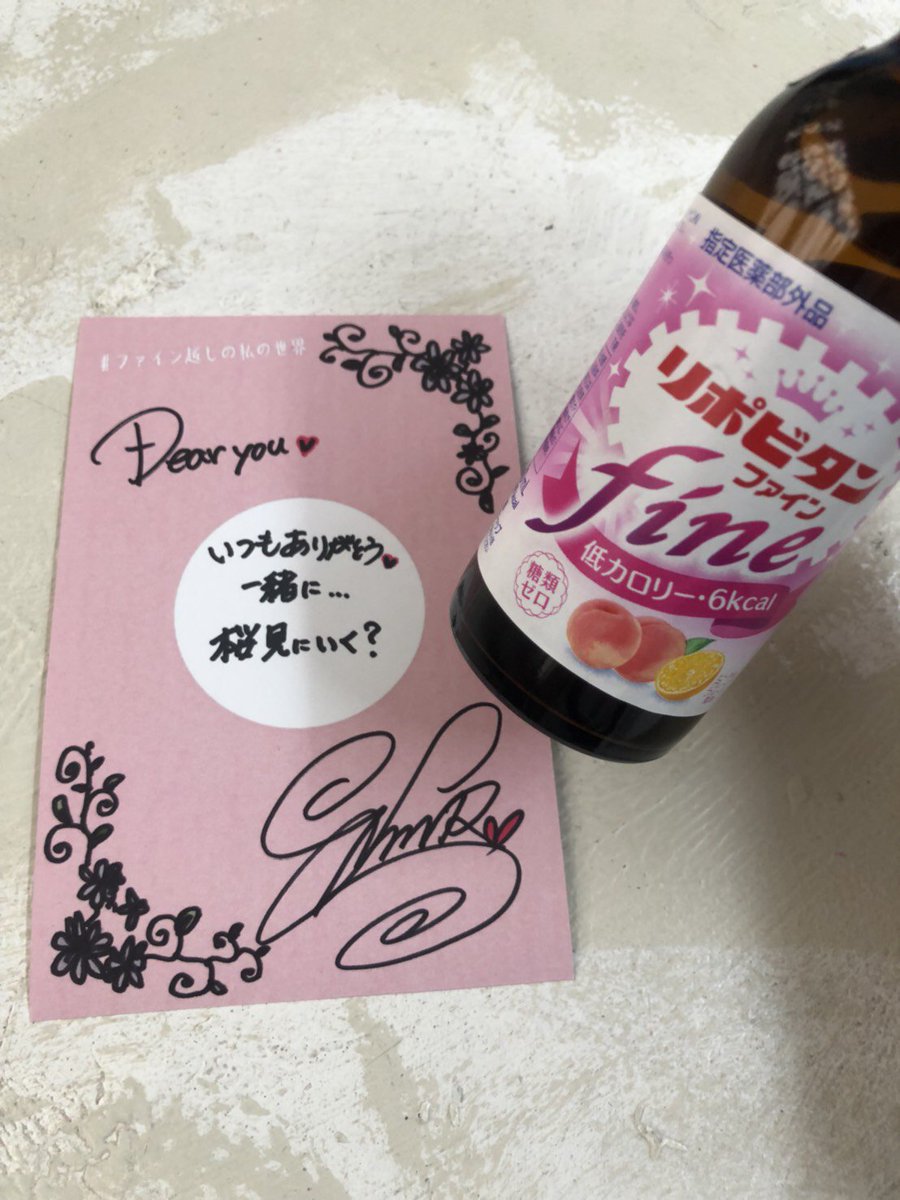 #ファイン越しの私の世界
Dear you
いつもありがとう
一緒に...
桜見にいく?
指定医薬部外品
リポビタン
ファイン
fine
低カロリー・6kcal
糖類
ゼロ